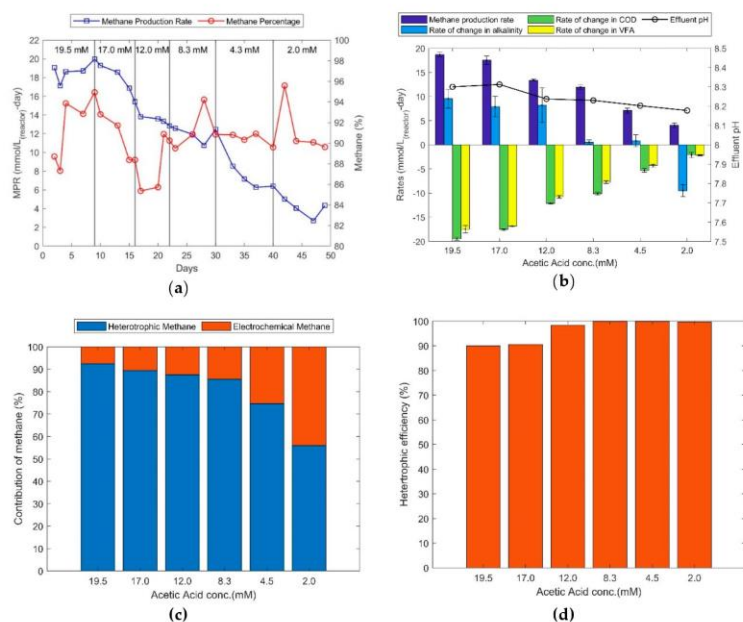 Methane Production Rate
Methane Percentage
22
20
18
16
14
12
10
8
6
4
2
0
19.5 mM
17.0 mM
12.0 mM
8.3 mM
4.3 mM
2.0 mM
100
98
96
94
92
90
88
86
84
82
80
MPR (mmol/L(reactor)-day)
Methane (%)
0 5 10 15 20 25 30 35 40 45 50
Days
(a)
Methane production rate
Rate of change in COD
Effluent pH
Rate of change in alkalinity
Rate of change in VFA
20
15
10
5
0
-5
-10
-15
-20
8.5
8.4
8.3
8.2
8.1
8
7.9
7.8
7.7
7.6
7.5
Rates (mmol/L(reactor)-day)
Effluent pH
19.5 17.0 12.0 8.3 4.5 2.0
Acetic Acid conc.(mM)
(b)
Heterotrophic Methane
Electrochemical Methane
100
90
80
70
60
50
40
30
20
10
0
Contribution of methane (%)
19.5 17.0 12.0 8.3 4.5 2.0
Acetic Acid conc.(mM)
(c)
100
90
80
70
60
50
40
30
20
10
0
Hetertrophic efficiency (%)
19.5 17.0 12.0 8.3 4.5 2.0
Acetic Acid conc.(mM)
(d)